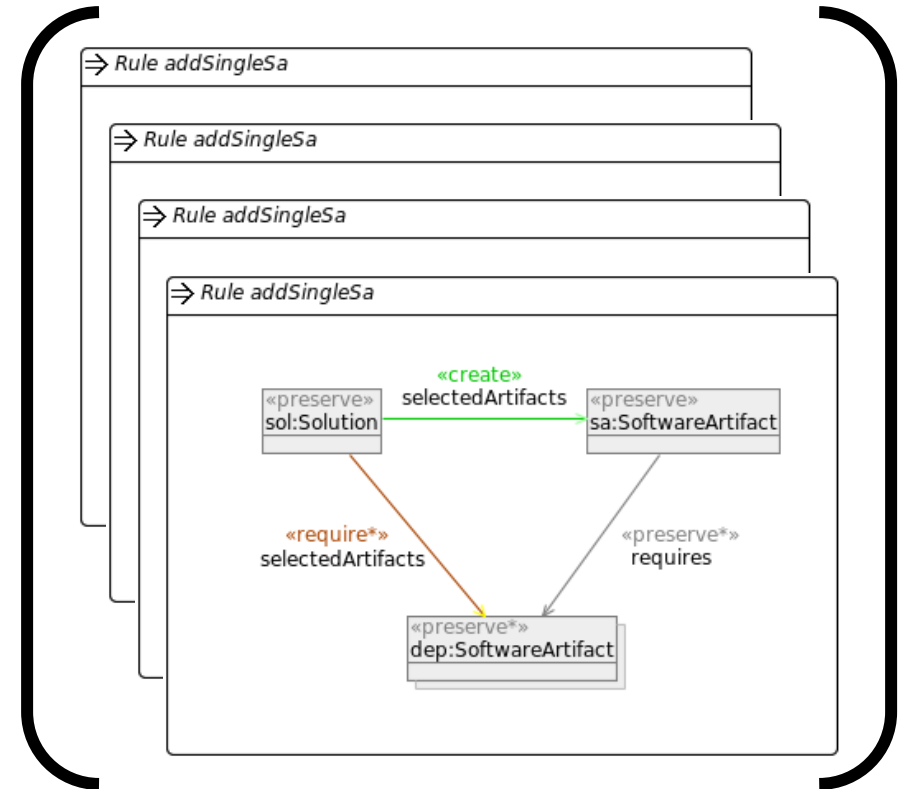 Rule addSingleSa
Rule addSingleSa
Rule addSingleSa
Rule addSingleSa
«create»
selectedArtifacts
«preserve»
sol:Solution
«preserve»
sa:SoftwareArtifact
«require*»
selectedArtifacts
«preserve*»
requires
«preserve*»
dep:SoftwareArtifact